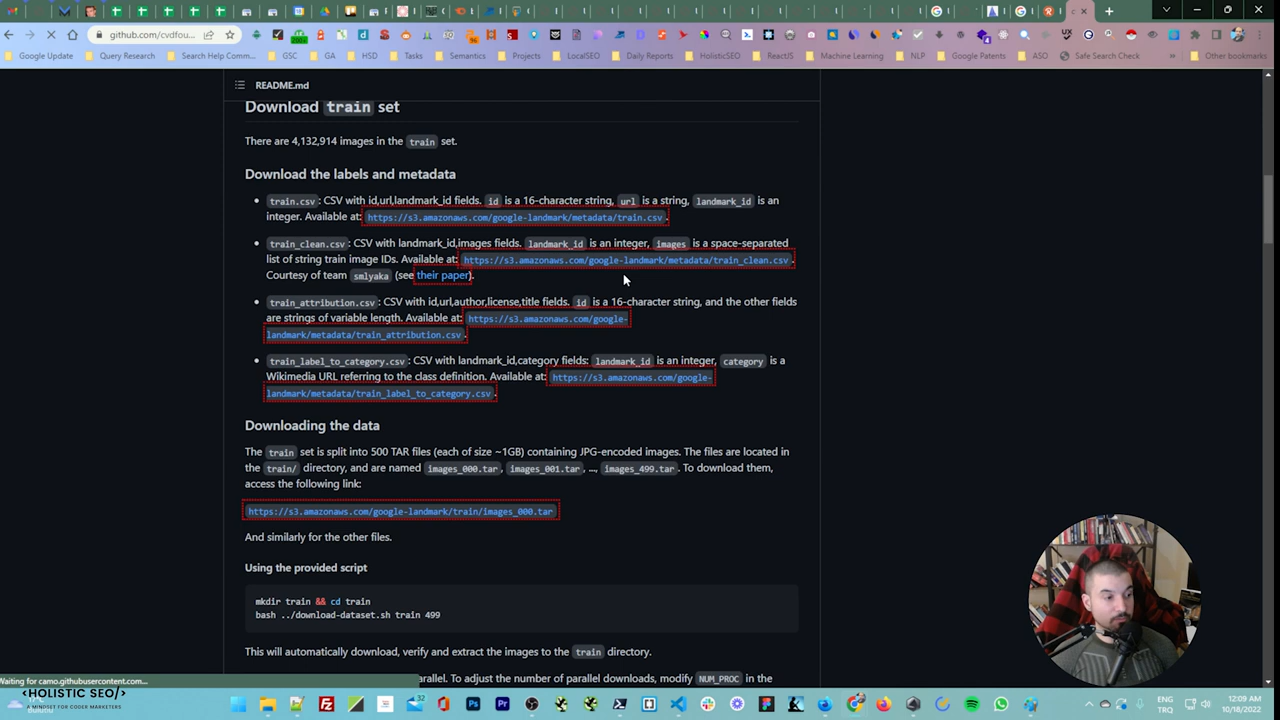 github.com/cvdfou...
Google Update
Query Research
Search Help Comm...
GSC
GA
HSD
Tasks
Semantics
Projects
LocalSEO
Daily Reports
HolisticSEO
ReactJS
Machine Learning
NLP
Google Patents
ASO
Safe Search Check
»
Other bookmarks
README.md
Download train set
There are 4,132,914 images in the train set.
Download the labels and metadata
• train.csv: CSV with id,url,landmark_id fields. id is a 16-character string, url is a string, landmark_id is an
integer. Available at: https://s3.amazonaws.com/google-landmark/metadata/train.csv.
• train_clean.csv: CSV with landmark_id,images fields. landmark_id is an integer, images is a space-separated
list of string train image IDs. Available at: https://s3.amazonaws.com/google-landmark/metadata/train_clean.csv.
Courtesy of team smlyaka (see their paper).
• train_attribution.csv: CSV with id,url,author,license,title fields. id is a 16-character string, and the other fields
are strings of variable length. Available at: https://s3.amazonaws.com/google-
landmark/metadata/train_attribution.csv.
• train_label_to_category.csv: CSV with landmark_id,category fields: landmark_id is an integer, category is a
Wikimedia URL referring to the class definition. Available at: https://s3.amazonaws.com/google-
landmark/metadata/train_label_to_category.csv.
Downloading the data
The train set is split into 500 TAR files (each of size ~1GB) containing JPG-encoded images. The files are located in
the train/ directory, and are named images_000.tar, images_001.tar, ..., images_499.tar. To download them,
access the following link:
https://s3.amazonaws.com/google-landmark/train/images_000.tar
And similarly for the other files.
Using the provided script
mkdir train && cd train
bash ../download-dataset.sh train 499
This will automatically download, verify and extract the images to the train directory.
parallel. To adjust the number of parallel downloads, modify NUM_PROC in the
Waiting for camo.githubusercontent.com...
<HOLISTIC SEO/>
A MINDSET FOR CODER MARKETERS
ENG
TRQ
12:09 AM
10/18/2022